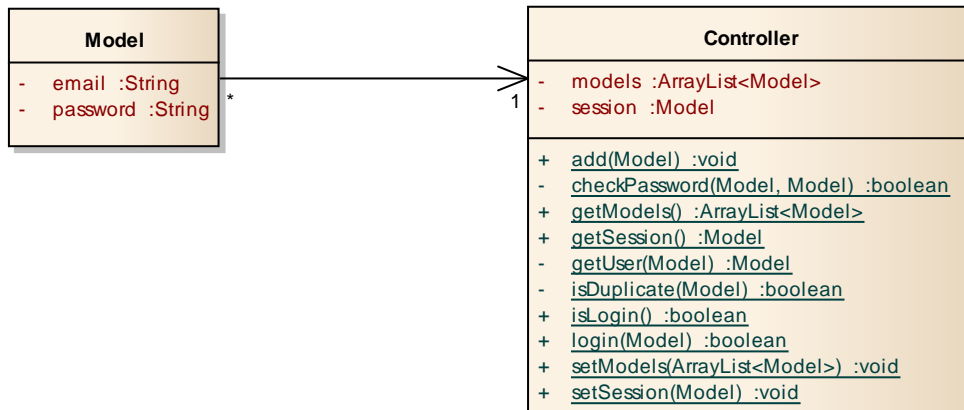 Model
- email :String
- password :String
*
1
Controller
- models :ArrayList<Model>
- session :Model
+ add(Model) :void
- checkPassword(Model, Model) :boolean
+ getModels() :ArrayList<Model>
+ getSession() :Model
- getUser(Model) :Model
- isDuplicate(Model) :boolean
+ isLogin() :boolean
+ login(Model) :boolean
+ setModels(ArrayList<Model>) :void
+ setSession(Model) :void